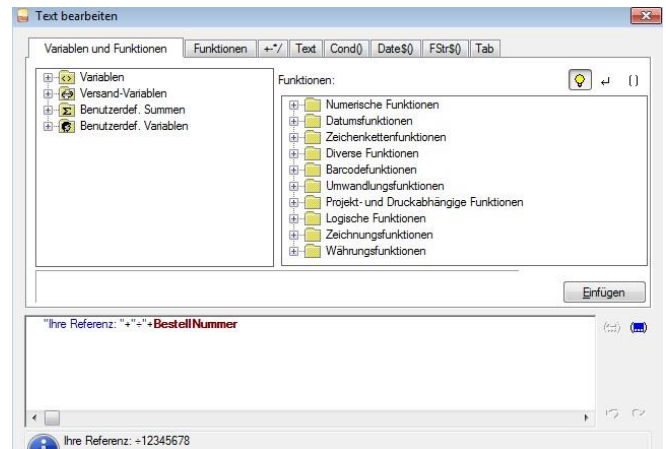 Text bearbeiten
Variablen und Funktionen Funktionen +-*/ Text Cond() Date$() FStr$() Tab
Variablen
Versand-Variablen
Benutzerdef. Summen
Benutzerdef. Variablen
Funktionen:
Numerische Funktionen
Datumsfunktionen
Zeichenkettenfunktionen
Diverse Funktionen
Barcodefunktionen
Umwandlungsfunktionen
Projekt- und Druckabhängige Funktionen
Logische Funktionen
Zeichnungsfunktionen
Währungsfunktionen
Einfügen
"Ihre Referenz: "+"÷"+BestellNummer
Ihre Referenz: ÷12345678